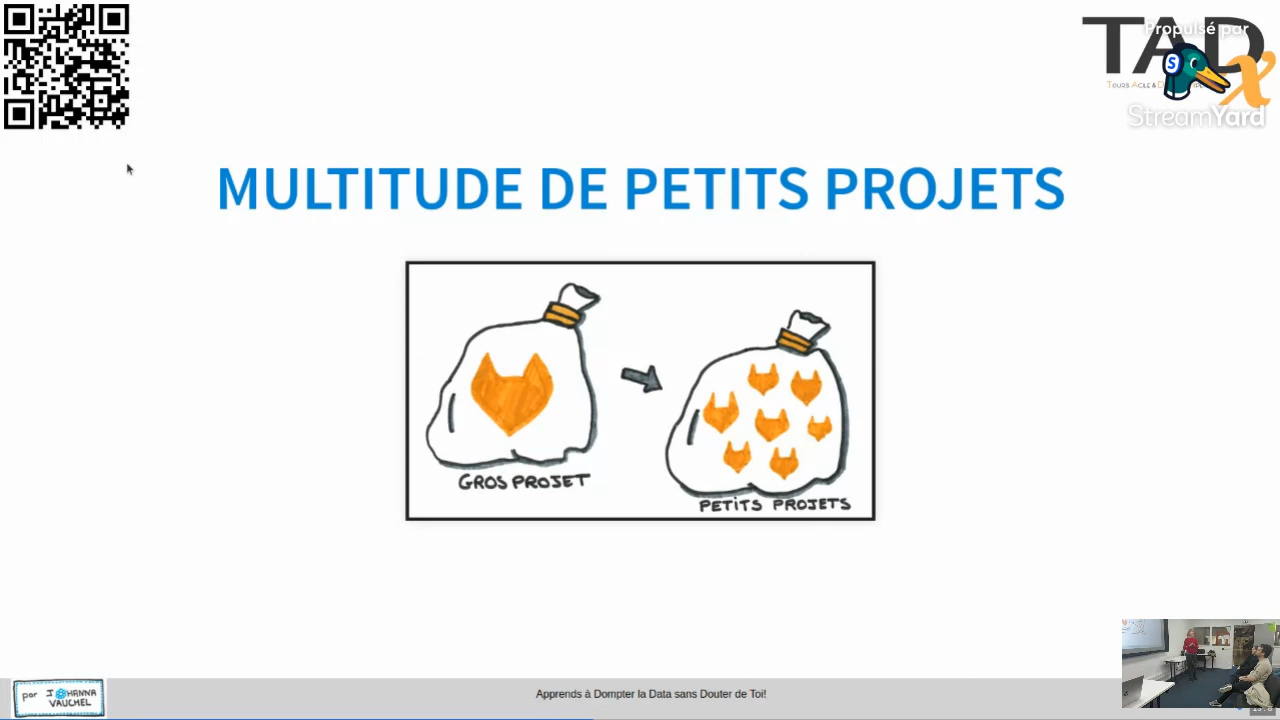 Propulsé par
TAD
StreamYard
MULTITUDE DE PETITS PROJETS
GROS PROJET
PETITS PROJETS
par JOHANNA
VAUCHEL
Apprends à Dompter la Data sans Douter de Toi!